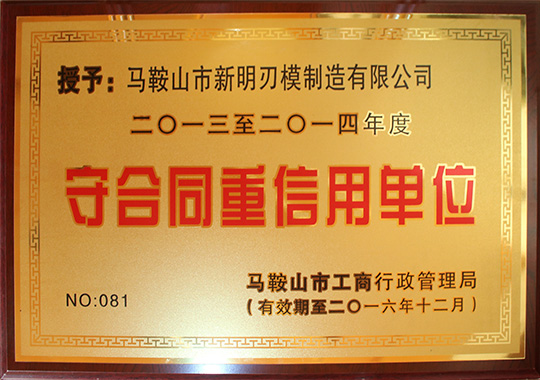 授予：马鞍山市新明刃模制造有限公司
二〇一三至二〇一四年度
守合同重信用单位
马鞍山市工商行政管理局
NO:081
(有效期至二〇一六年十二月)